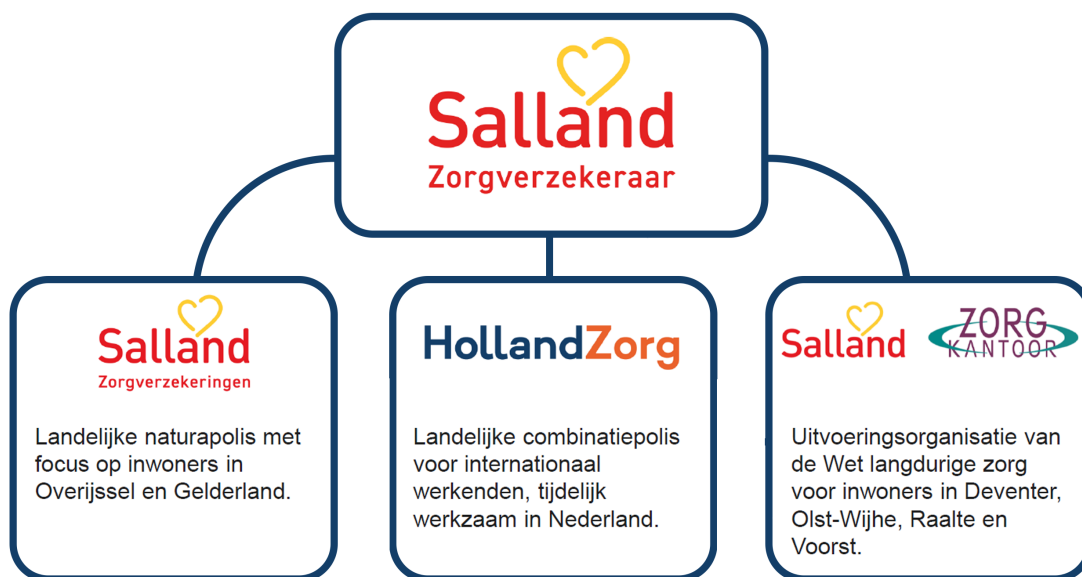 Salland
Zorgverzekeraar
Salland
Zorgverzekeringen
Landelijke naturapolis met
focus op inwoners in
Overijssel en Gelderland.
HollandZorg
Landelijke combinatiepolis
voor internationaal
werkenden, tijdelijk
werkzaam in Nederland.
Salland
ZORG
KANTOOR
Uitvoeringsorganisatie van
de Wet langdurige zorg
voor inwoners in Deventer,
Olst-Wijhe, Raalte en
Voorst.